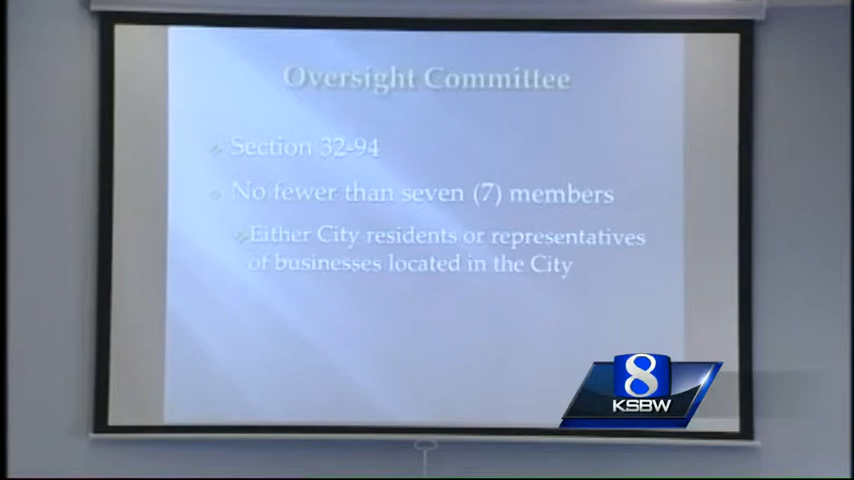 Oversight Committee
Section 32-94
No fewer than seven (7) members
Either City residents or representatives
of businesses located in the City
8
KSBW